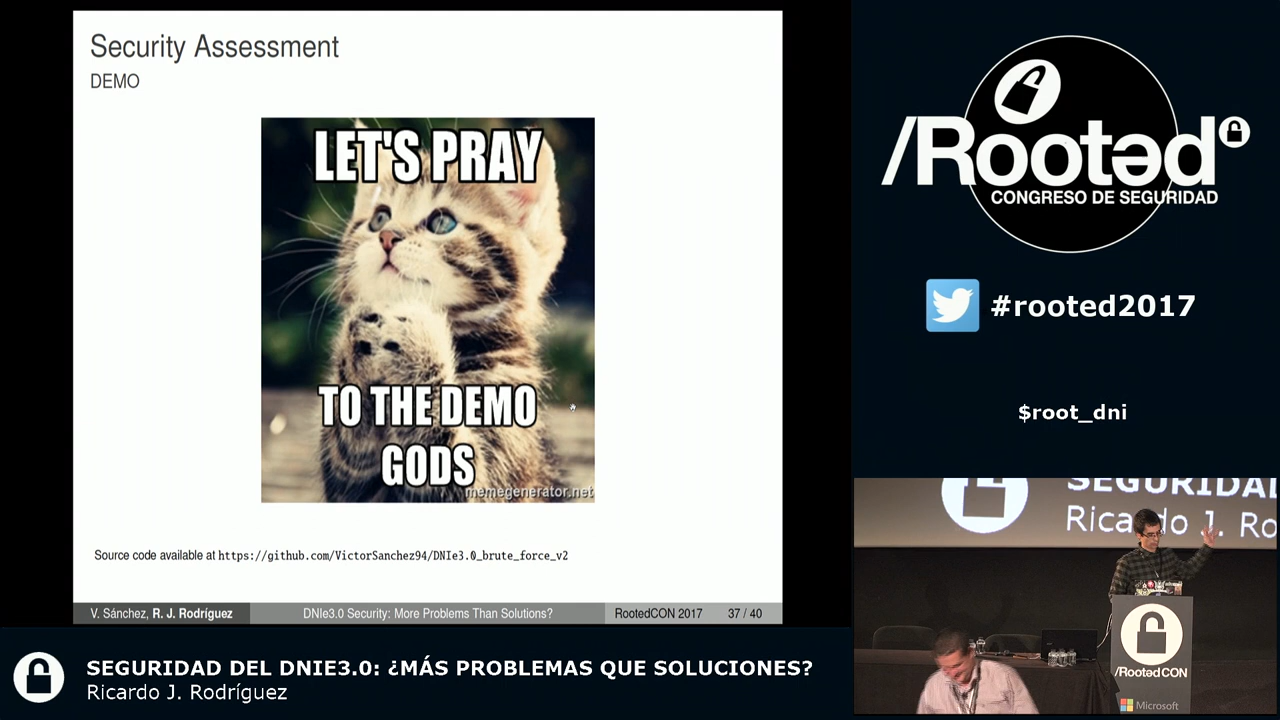 Security Assessment
DEMO
LET'S PRAY
TO THE DEMO
GODS
memegenerator.net
Source code available at https://github.com/VictorSanchez94/DNIe3.0_brute_force_v2
V. Sánchez, R. J. Rodríguez DNIe3.0 Security: More Problems Than Solutions? RootedCON 2017 37 / 40
/Rootəd
CONGRESO DE SEGURIDAD
#rooted2017
$root_dni
SEGURIDAD
Ricardo J. Ro
/RootedCON
Microsoft
SEGURIDAD DEL DNIE3.0: ¿MÁS PROBLEMAS QUE SOLUCIONES?
Ricardo J. Rodríguez